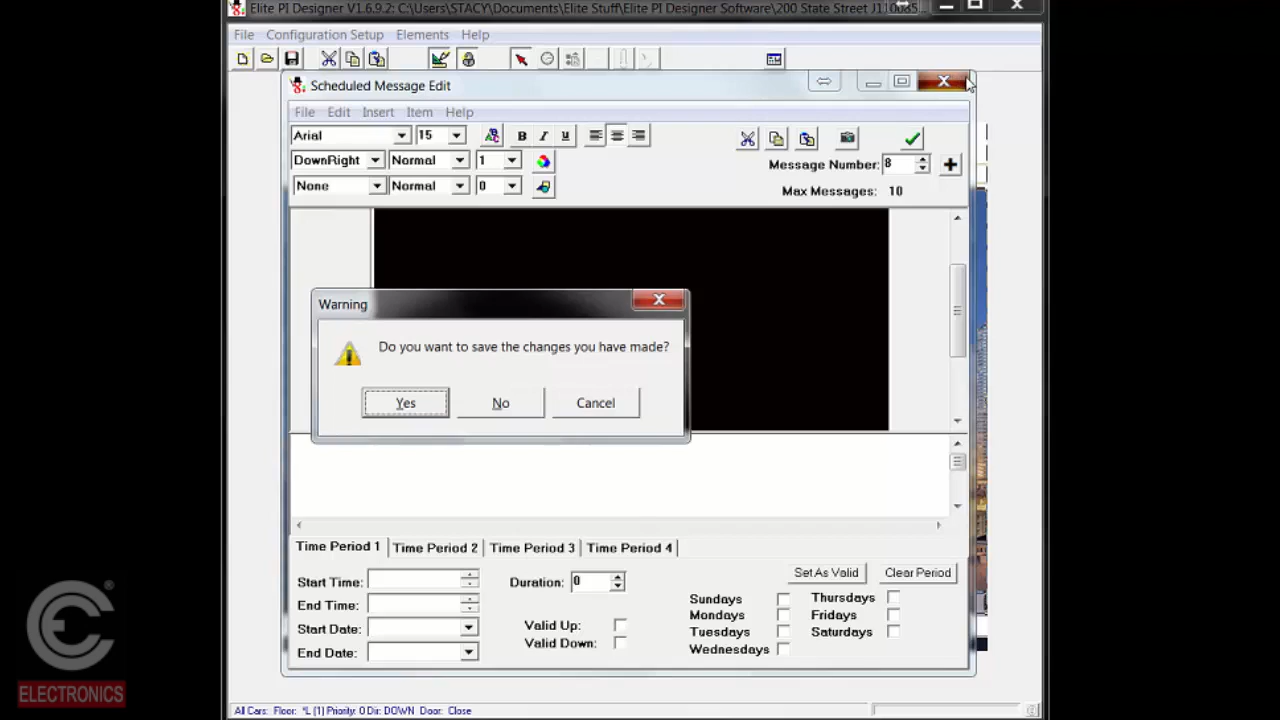 Elite PI Designer V1.6.9.2: C:\Users\STACY\Documents\Elite Stuff\Elite PI Designer Software\200 State Street J110085
File Configuration Setup Elements Help
Scheduled Message Edit
File Edit Insert Item Help
Arial 15 B I U
DownRight Normal 1 Message Number: 8
None Normal 0 Max Messages: 10
Warning
Do you want to save the changes you have made?
Yes No Cancel
Time Period 1 Time Period 2 Time Period 3 Time Period 4
Start Time: Duration: 0 Set As Valid Clear Period
End Time: Sundays Thursdays
Start Date: Valid Up: Mondays Fridays
End Date: Valid Down: Tuesdays Saturdays
Wednesdays
All Cars: Floor: *L (1) Priority: 0 Dir: DOWN Door: Close
ELECTRONICS